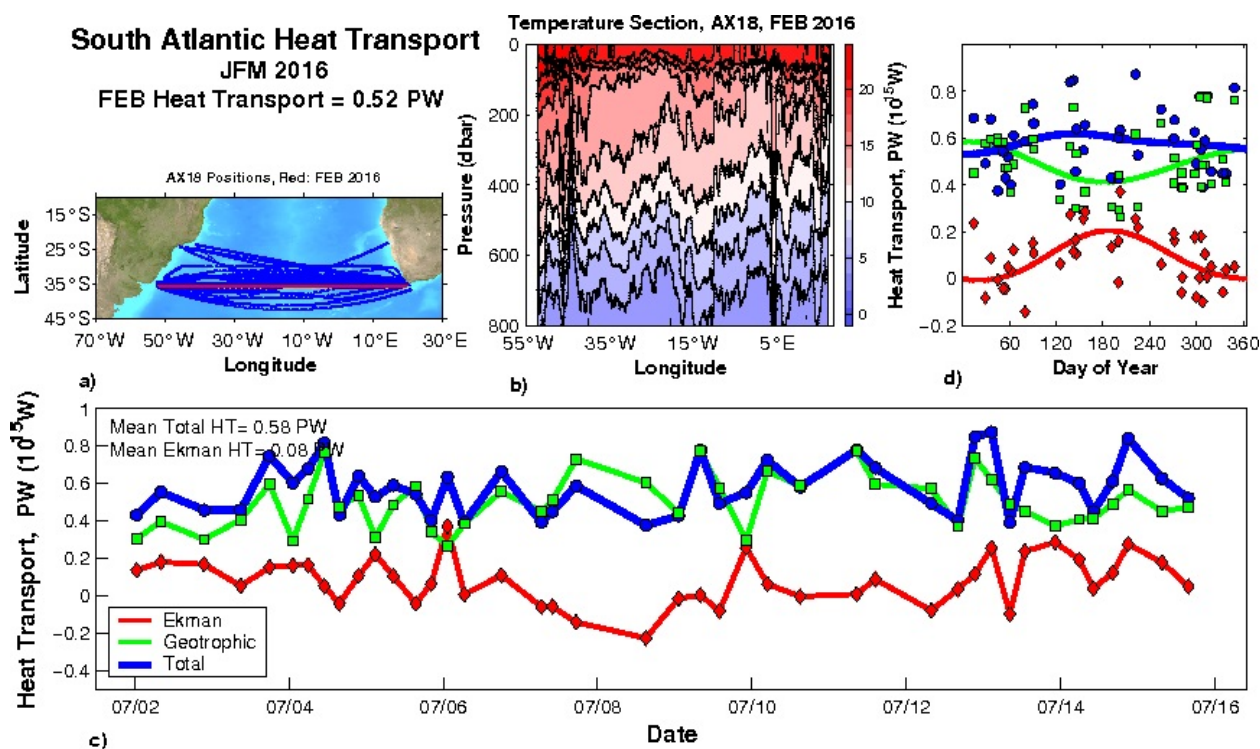 South Atlantic Heat Transport
JFM 2016
FEB Heat Transport = 0.52 PW
AX18 Positions, Red: FEB 2016
Latitude
15°S
25°S
35°S
45°S
70°W 50°W 30°W 10°W 10°E 30°E
Longitude
a)
Temperature Section, AX18, FEB 2016
Pressure (dbar)
0
200
400
600
800
55°W 35°W 15°W 5°E
Longitude
20
15
10
5
0
b)
Heat Transport, PW (10¹⁵W)
0.8
0.6
0.4
0.2
0
−0.2
60 120 180 240 300 360
Day of Year
d)
Heat Transport, PW (10¹⁵W)
1
0.8
0.6
0.4
0.2
0
−0.2
−0.4
Mean Total HT= 0.58 PW
Mean Ekman HT= 0.08 PW
Ekman
Geotrophic
Total
07/02 07/04 07/06 07/08 07/10 07/12 07/14 07/16
Date
c)